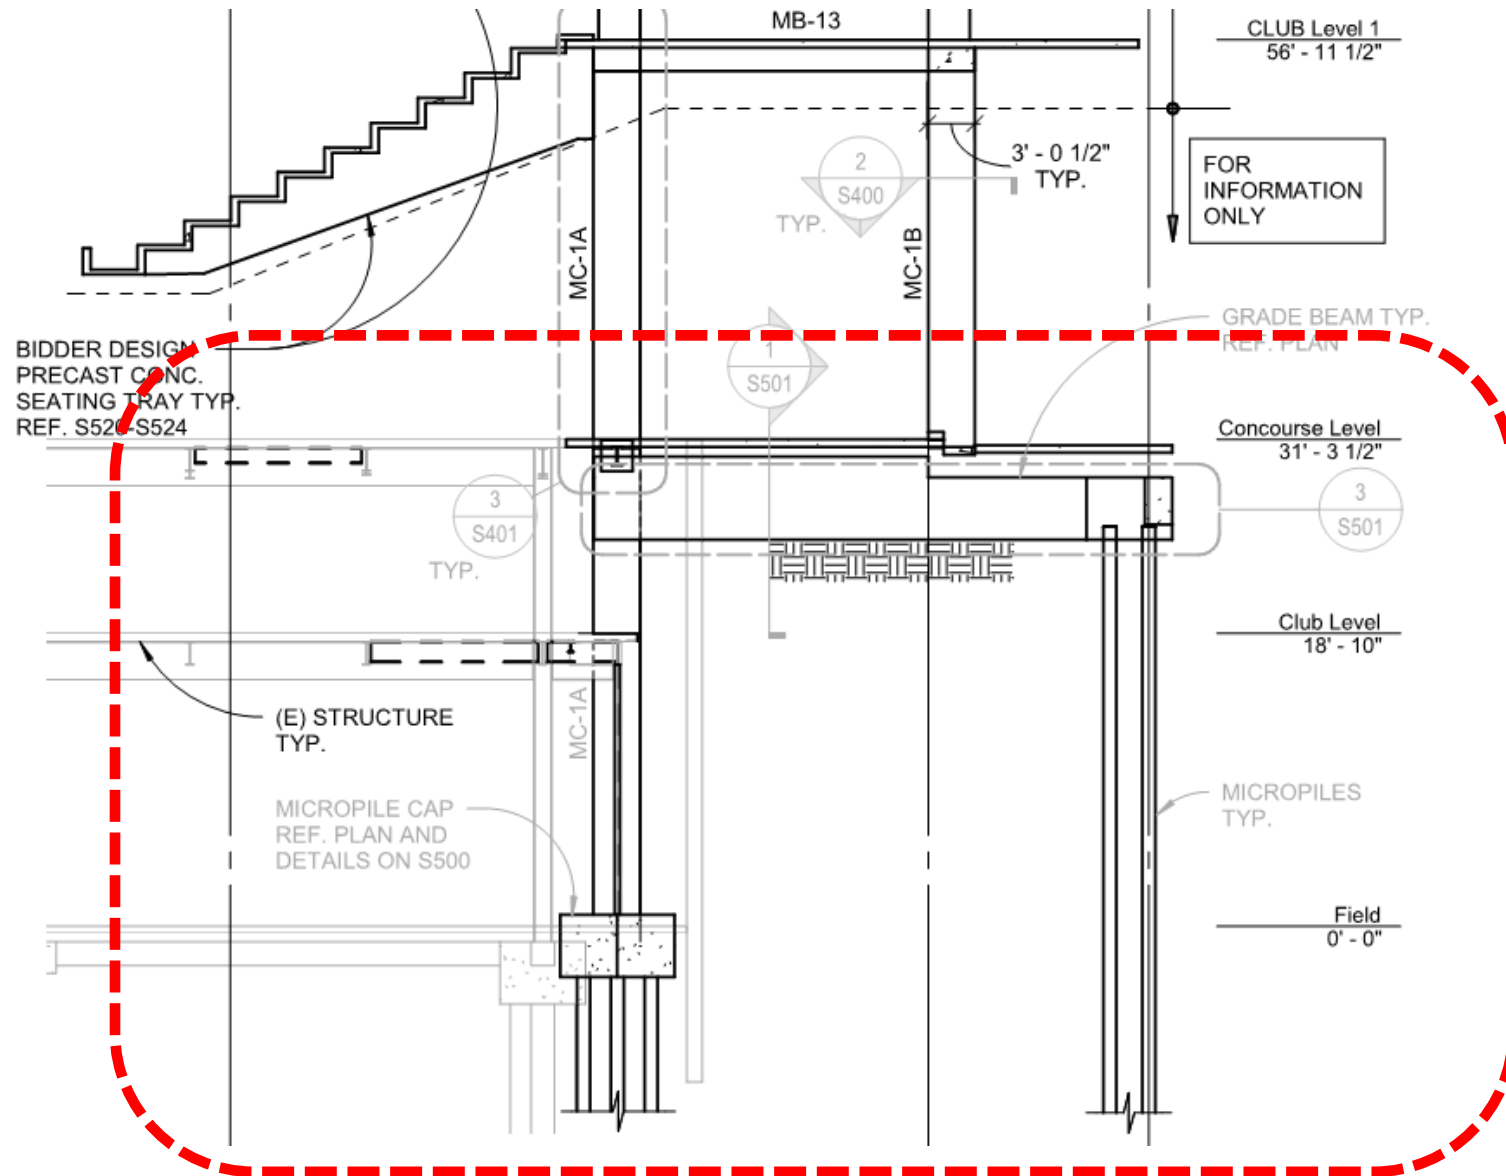 MB-13
CLUB Level 1
56' - 11 1/2"
3' - 0 1/2"
TYP.
2
S400
TYP.
FOR
INFORMATION
ONLY
MC-1A
MC-1B
BIDDER DESIGN
PRECAST CONC.
SEATING TRAY TYP.
REF. S520-S524
1
S501
GRADE BEAM TYP.
REF. PLAN
Concourse Level
31' - 3 1/2"
3
S401
TYP.
3
S501
Club Level
18' - 10"
(E) STRUCTURE
TYP.
MC-1A
MICROPILE CAP
REF. PLAN AND
DETAILS ON S500
MICROPILES
TYP.
Field
0' - 0"